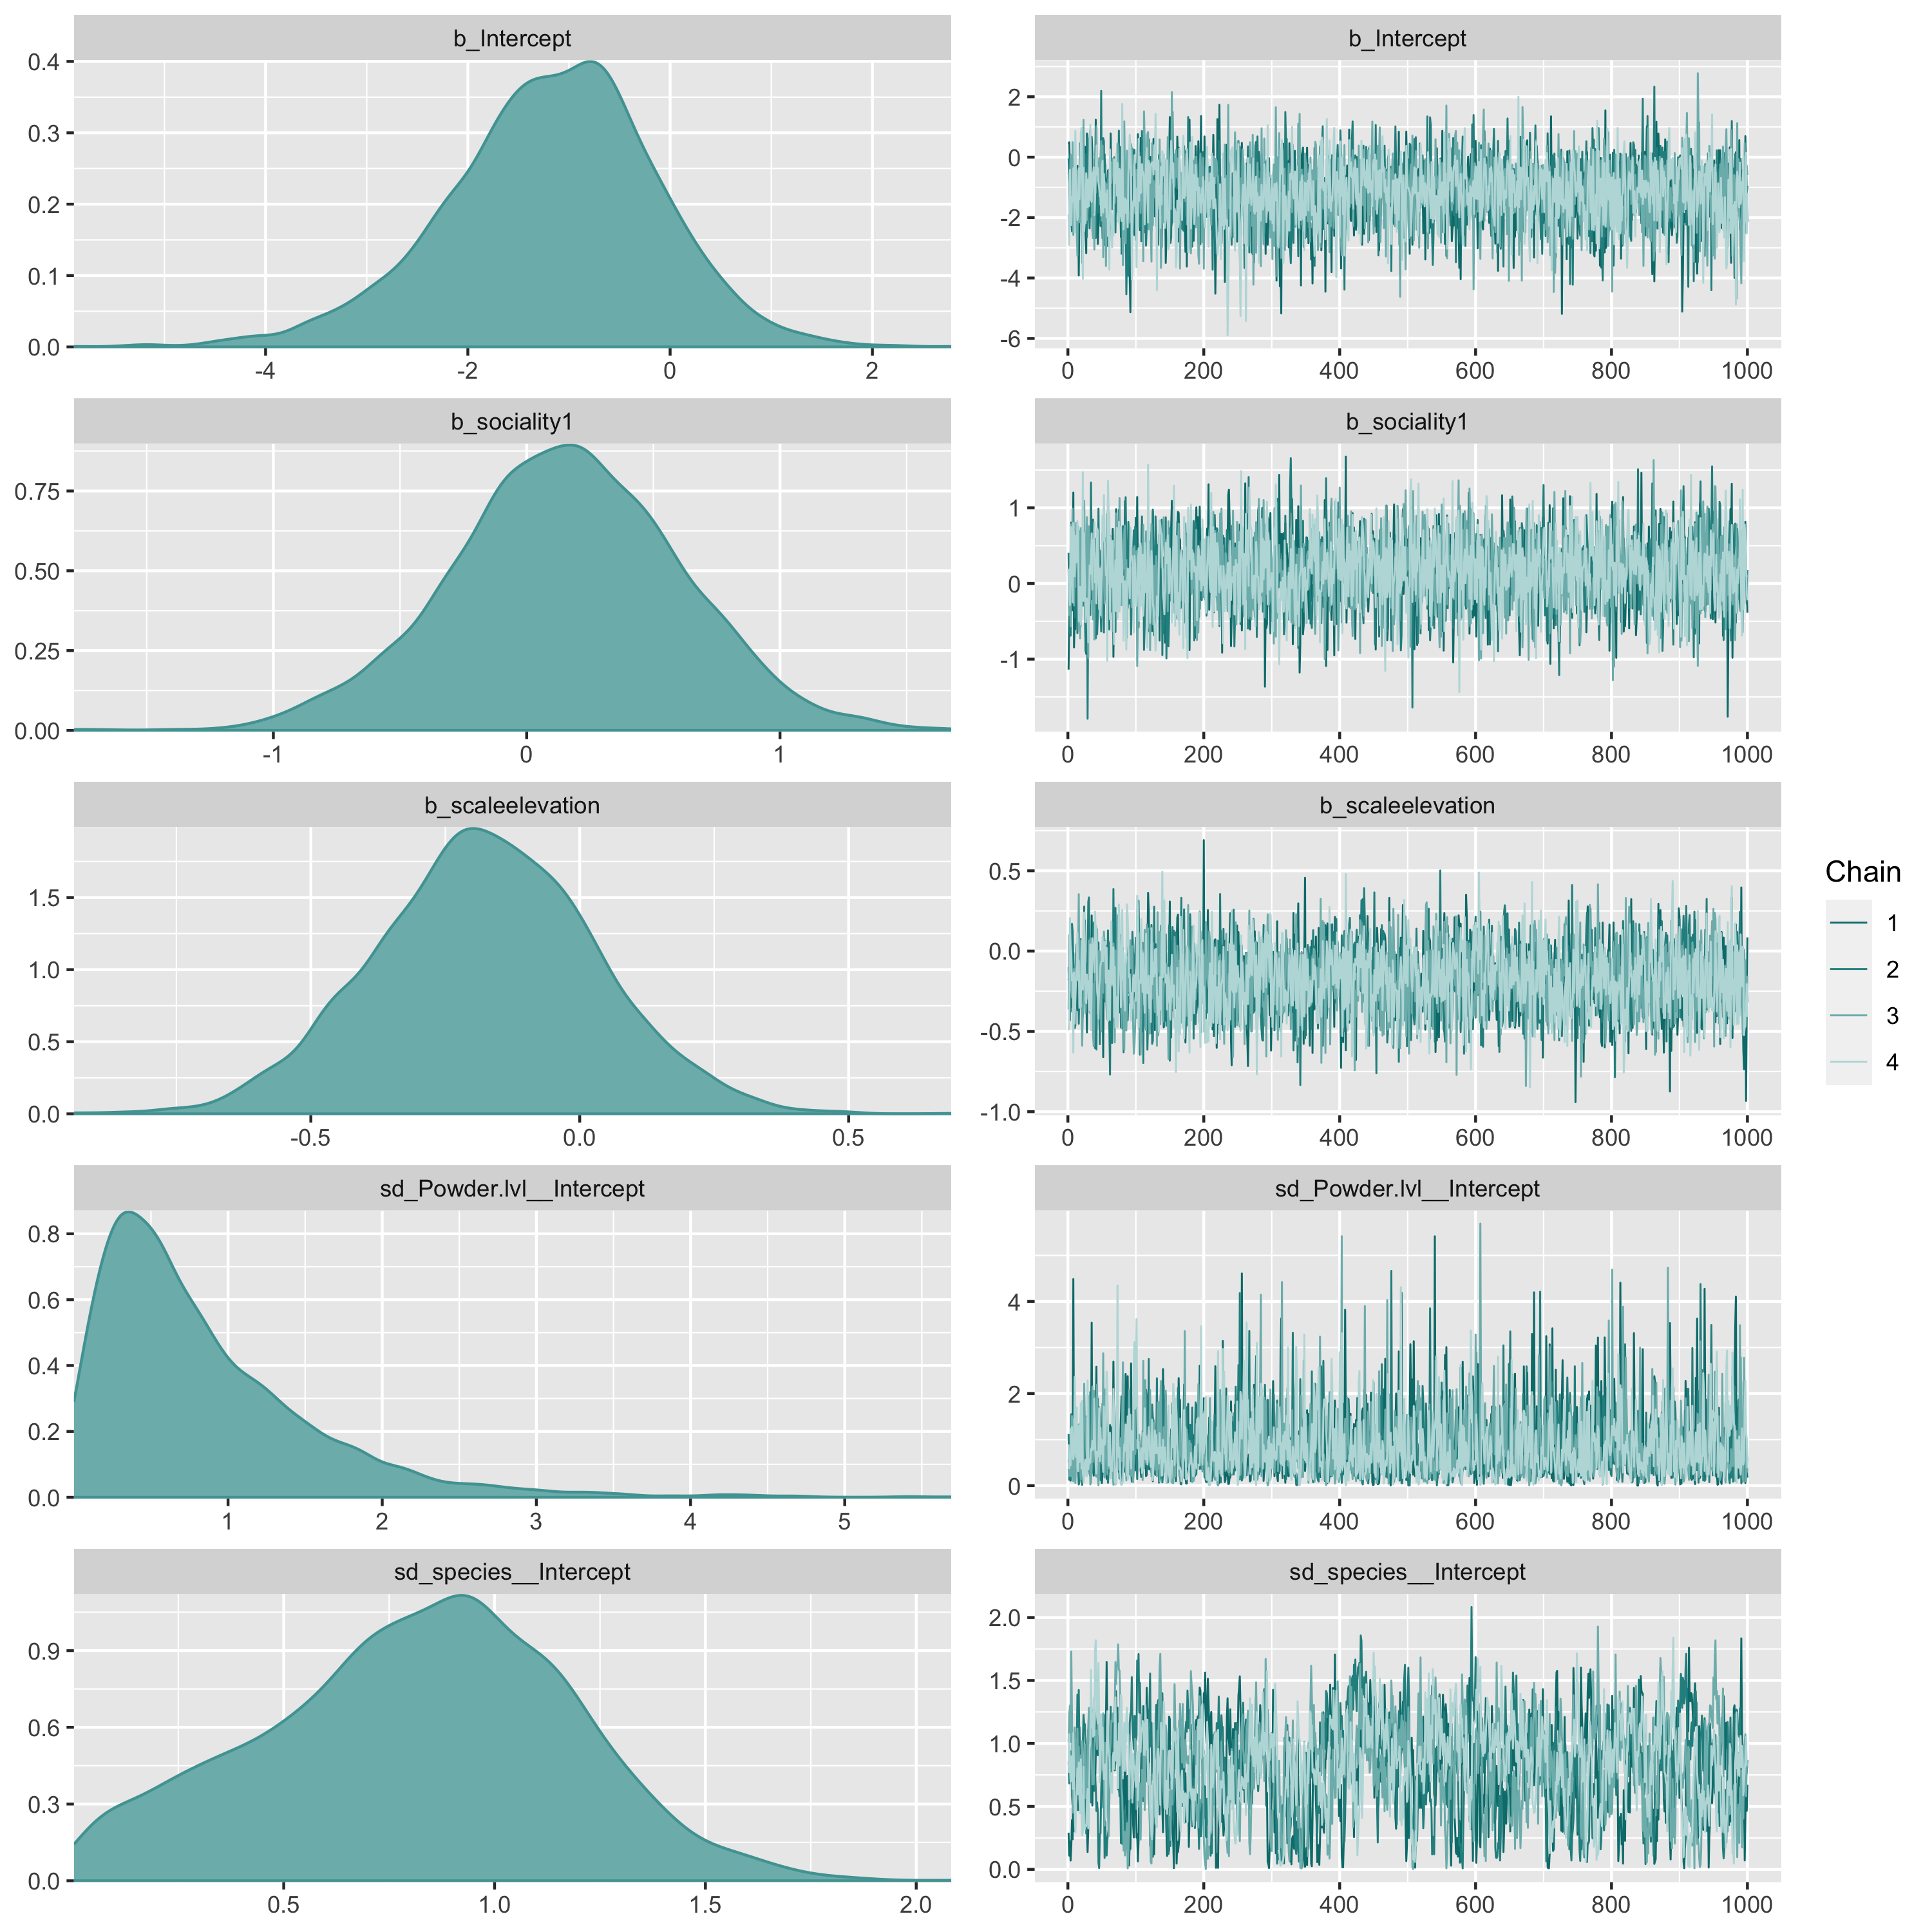 b_Intercept
0.4
0.3
0.2
0.1
0.0
-4 -2 0 2
b_Intercept
2
0
-2
-4
-6
0 200 400 600 800 1000
b_sociality1
0.75
0.50
0.25
0.00
-1 0 1
b_sociality1
1
0
-1
0 200 400 600 800 1000
b_scaleelevation
1.5
1.0
0.5
0.0
-0.5 0.0 0.5
b_scaleelevation
0.5
0.0
-0.5
-1.0
0 200 400 600 800 1000
sd_Powder.lvl__Intercept
0.8
0.6
0.4
0.2
0.0
1 2 3 4 5
sd_Powder.lvl__Intercept
4
2
0
0 200 400 600 800 1000
sd_species__Intercept
0.9
0.6
0.3
0.0
0.5 1.0 1.5 2.0
sd_species__Intercept
2.0
1.5
1.0
0.5
0.0
0 200 400 600 800 1000
Chain
1
2
3
4